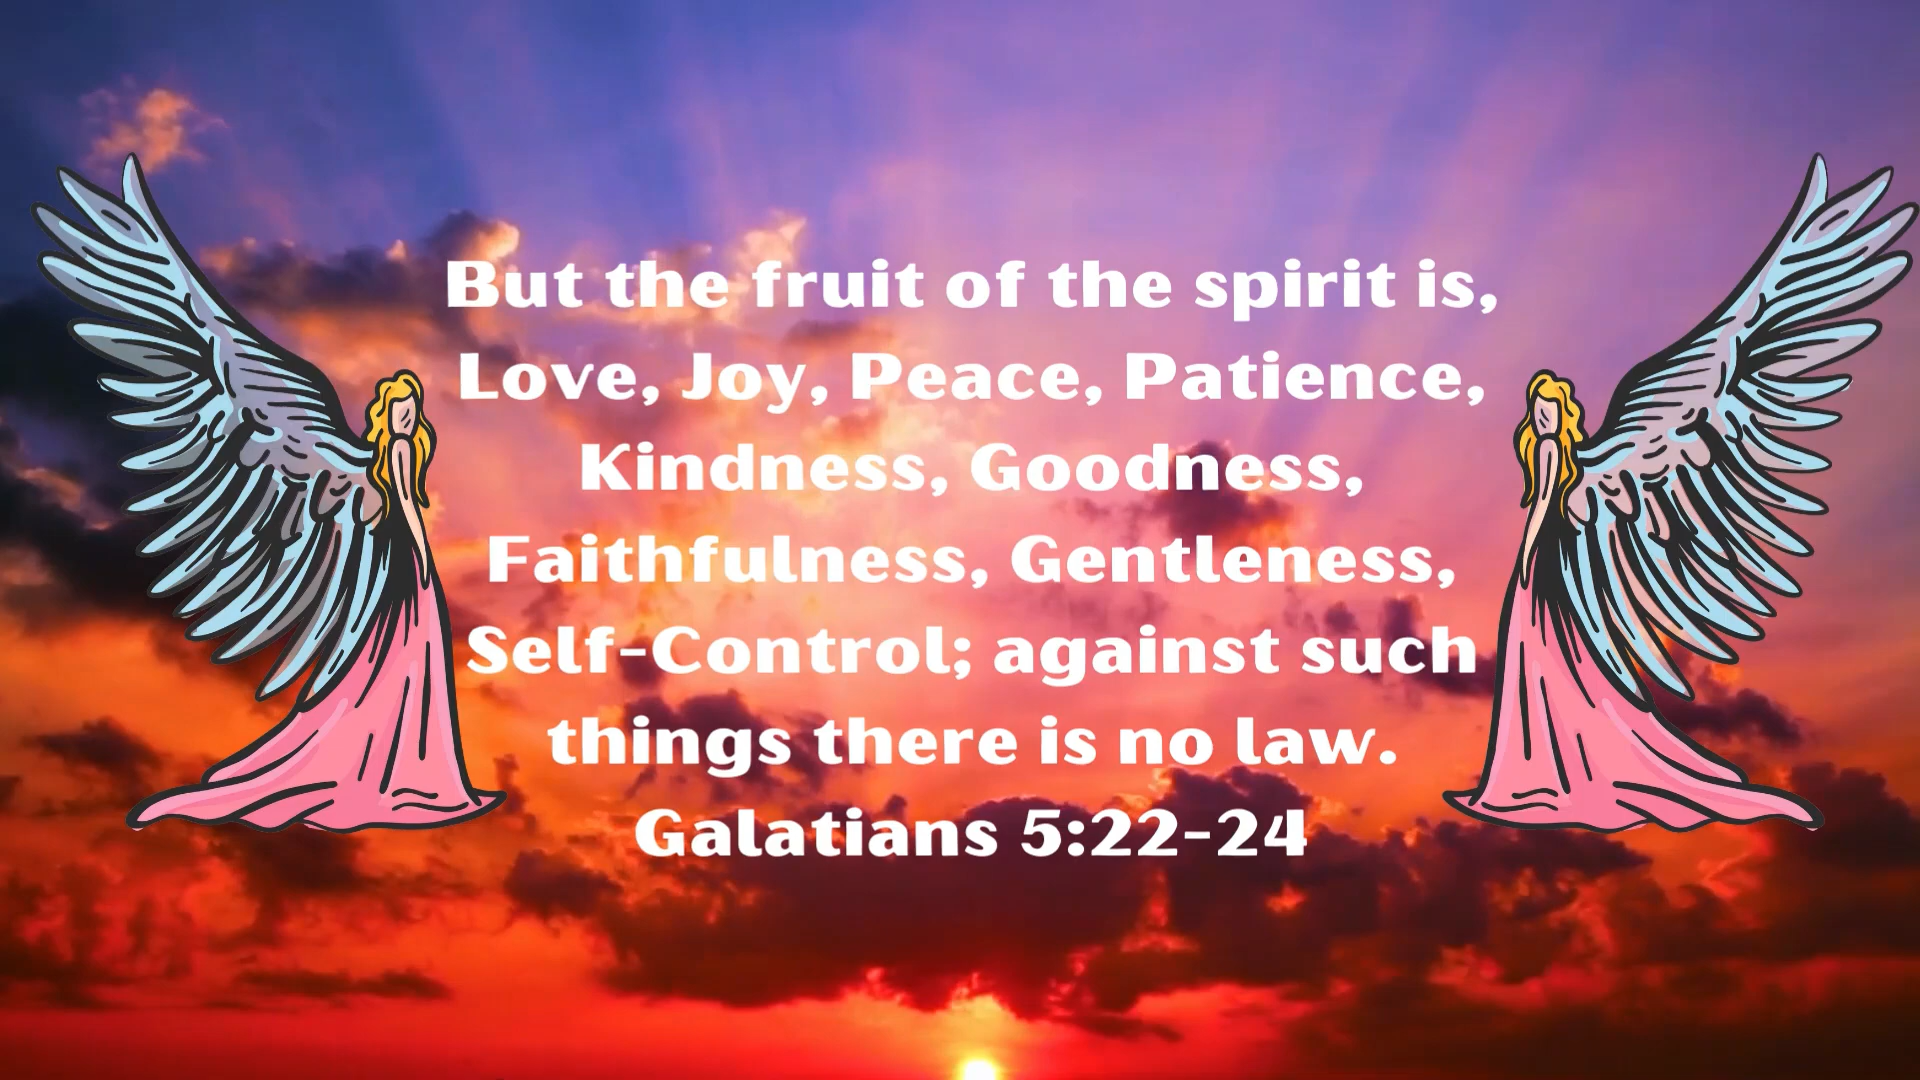 But the fruit of the spirit is,
Love, Joy, Peace, Patience,
Kindness, Goodness,
Faithfulness, Gentleness,
Self-Control; against such
things there is no law.
Galatians 5:22-24